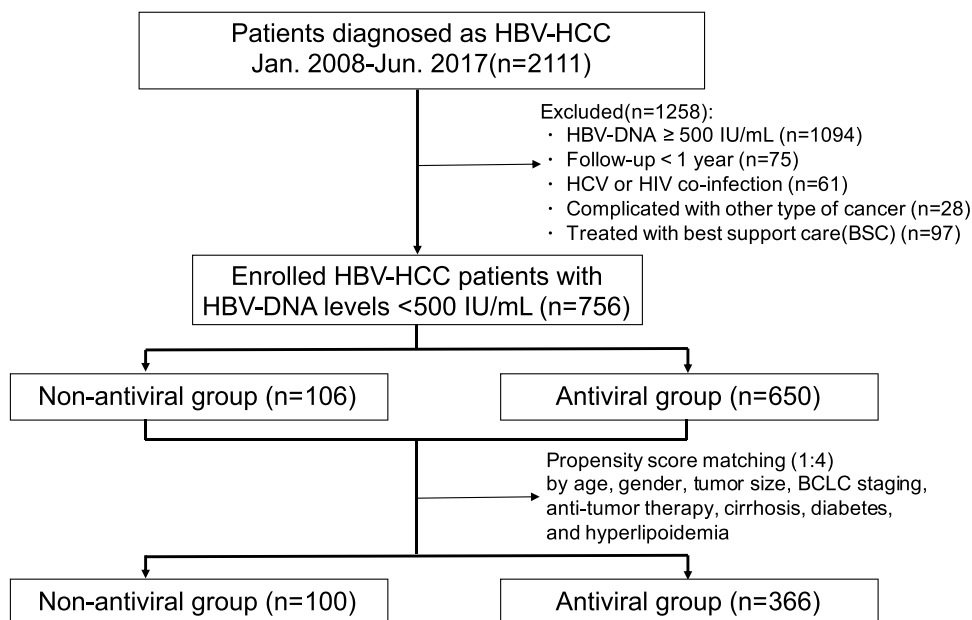 Patients diagnosed as HBV-HCC
Jan. 2008-Jun. 2017(n=2111)
Excluded(n=1258):
· HBV-DNA ≥ 500 IU/mL (n=1094)
· Follow-up < 1 year (n=75)
· HCV or HIV co-infection (n=61)
· Complicated with other type of cancer (n=28)
· Treated with best support care(BSC) (n=97)
Enrolled HBV-HCC patients with
HBV-DNA levels <500 IU/mL (n=756)
Non-antiviral group (n=106)
Antiviral group (n=650)
Propensity score matching (1:4)
by age, gender, tumor size, BCLC staging,
anti-tumor therapy, cirrhosis, diabetes,
and hyperlipoidemia
Non-antiviral group (n=100)
Antiviral group (n=366)